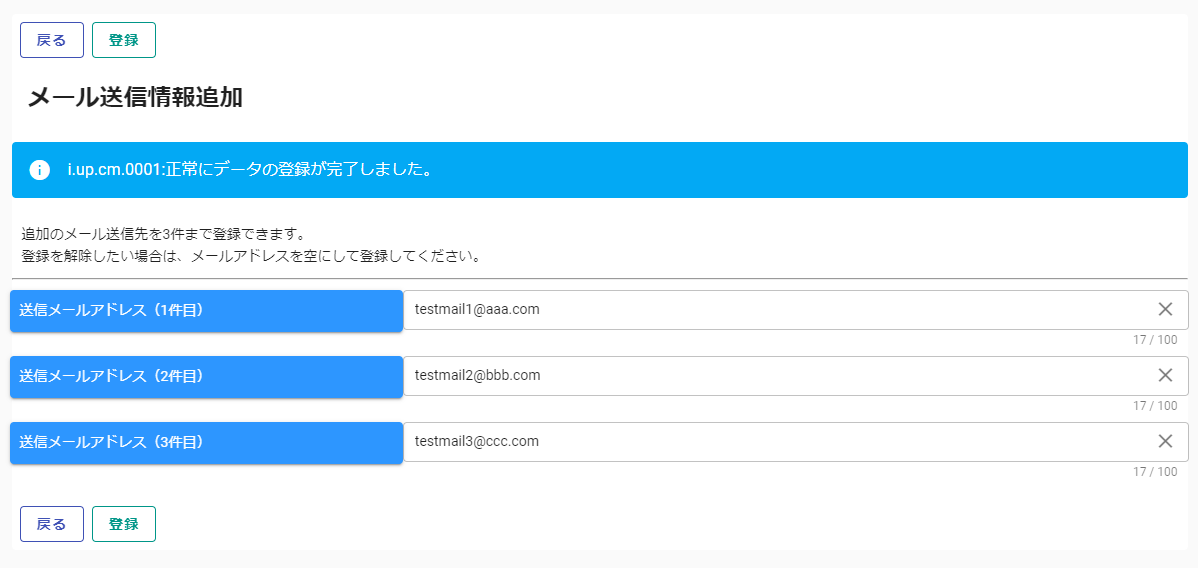 戻る 登録
メール送信情報追加
i.up.cm.0001:正常にデータの登録が完了しました。
追加のメール送信先を3件まで登録できます。
登録を解除したい場合は、メールアドレスを空にして登録してください。
送信メールアドレス（1件目） testmail1@aaa.com
17 / 100
送信メールアドレス（2件目） testmail2@bbb.com
17 / 100
送信メールアドレス（3件目） testmail3@ccc.com
17 / 100
戻る 登録